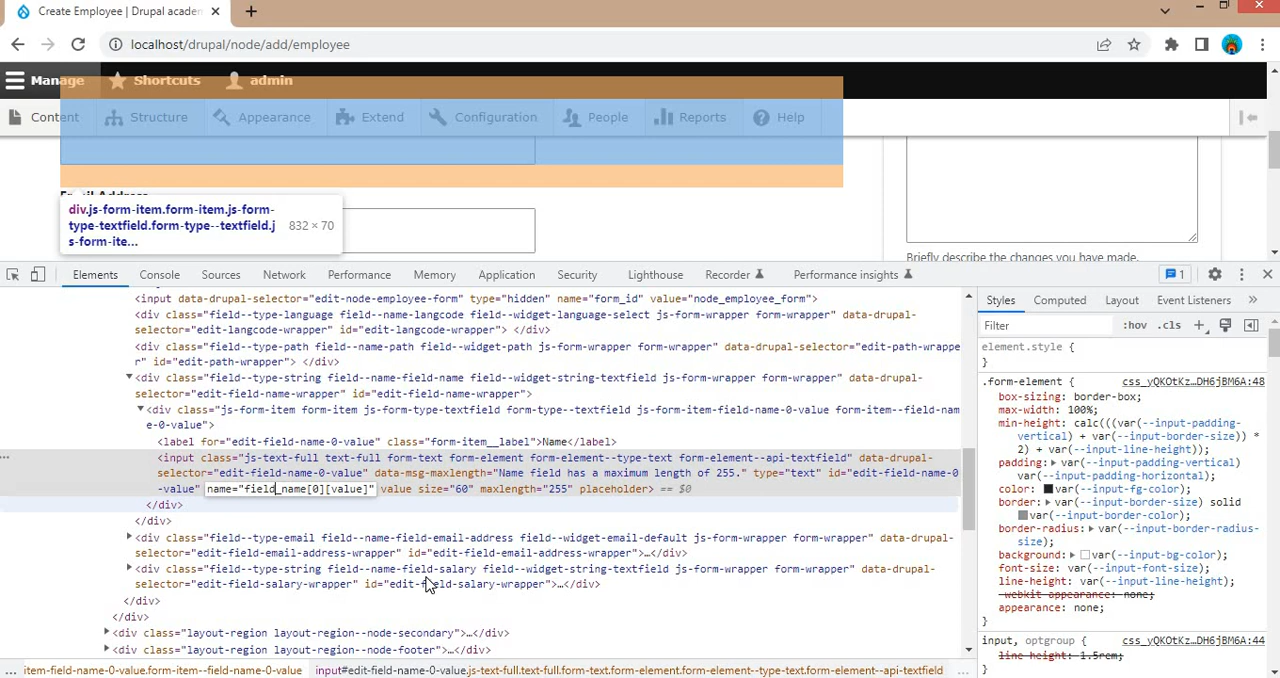 Create Employee | Drupal acade
localhost/drupal/node/add/employee
Manage Shortcuts admin
Content Structure Appearance Extend Configuration People Reports Help
Email Address
div.js-form-item.form-item.js-form-
type-textfield.form-type--textfield.j
s-form-ite… 832 × 70
Briefly describe the changes you have made.
Elements Console Sources Network Performance Memory Application Security Lighthouse Recorder Performance insights 1
<input data-drupal-selector="edit-node-employee-form" type="hidden" name="form_id" value="node_employee_form">
<div class="field--type-language field--name-langcode field--widget-language-select js-form-wrapper form-wrapper" data-drupal-
selector="edit-langcode-wrapper" id="edit-langcode-wrapper"> </div>
<div class="field--type-path field--name-path field--widget-path js-form-wrapper form-wrapper" data-drupal-selector="edit-path-wrappe
r" id="edit-path-wrapper"> </div>
<div class="field--type-string field--name-field-name field--widget-string-textfield js-form-wrapper form-wrapper" data-drupal-
selector="edit-field-name-wrapper" id="edit-field-name-wrapper">
<div class="js-form-item form-item js-form-type-textfield form-type--textfield js-form-item-field-name-0-value form-item--field-nam
e-0-value">
<label for="edit-field-name-0-value" class="form-item__label">Name</label>
<input class="js-text-full text-full form-text form-element form-element--type-text form-element--api-textfield" data-drupal-
selector="edit-field-name-0-value" data-msg-maxlength="Name field has a maximum length of 255." type="text" id="edit-field-name-0
-value" name="field_name[0][value]" value size="60" maxlength="255" placeholder> == $0
</div>
</div>
<div class="field--type-email field--name-field-email-address field--widget-email-default js-form-wrapper form-wrapper" data-drupal-
selector="edit-field-email-address-wrapper" id="edit-field-email-address-wrapper">…</div>
<div class="field--type-string field--name-field-salary field--widget-string-textfield js-form-wrapper form-wrapper" data-drupal-
selector="edit-field-salary-wrapper" id="edit-field-salary-wrapper">…</div>
</div>
</div>
<div class="layout-region layout-region--node-secondary">…</div>
<div class="layout-region layout-region--node-footer">…</div>
… item-field-name-0-value.form-item--field-name-0-value input#edit-field-name-0-value.js-text-full.text-full.form-text.form-element.form-element--type-text.form-element--api-textfield …
Styles Computed Layout Event Listeners »
Filter :hov .cls +
element.style {
}
.form-element { css_yQKOtKz…DH6jBM6A:48
box-sizing: border-box;
max-width: 100%;
min-height: calc(((var(--input-padding-
vertical) + var(--input-border-size)) *
2) + var(--input-line-height));
padding: var(--input-padding-vertical)
var(--input-padding-horizontal);
color: var(--input-fg-color);
border: var(--input-border-size) solid
var(--input-border-color);
border-radius: var(--input-border-radius-
size);
background: var(--input-bg-color);
font-size: var(--input-font-size);
line-height: var(--input-line-height);
-webkit-appearance: none;
appearance: none;
}
input, optgroup { css_yQKOtKz…DH6jBM6A:44
line-height: 1.5rem;
}